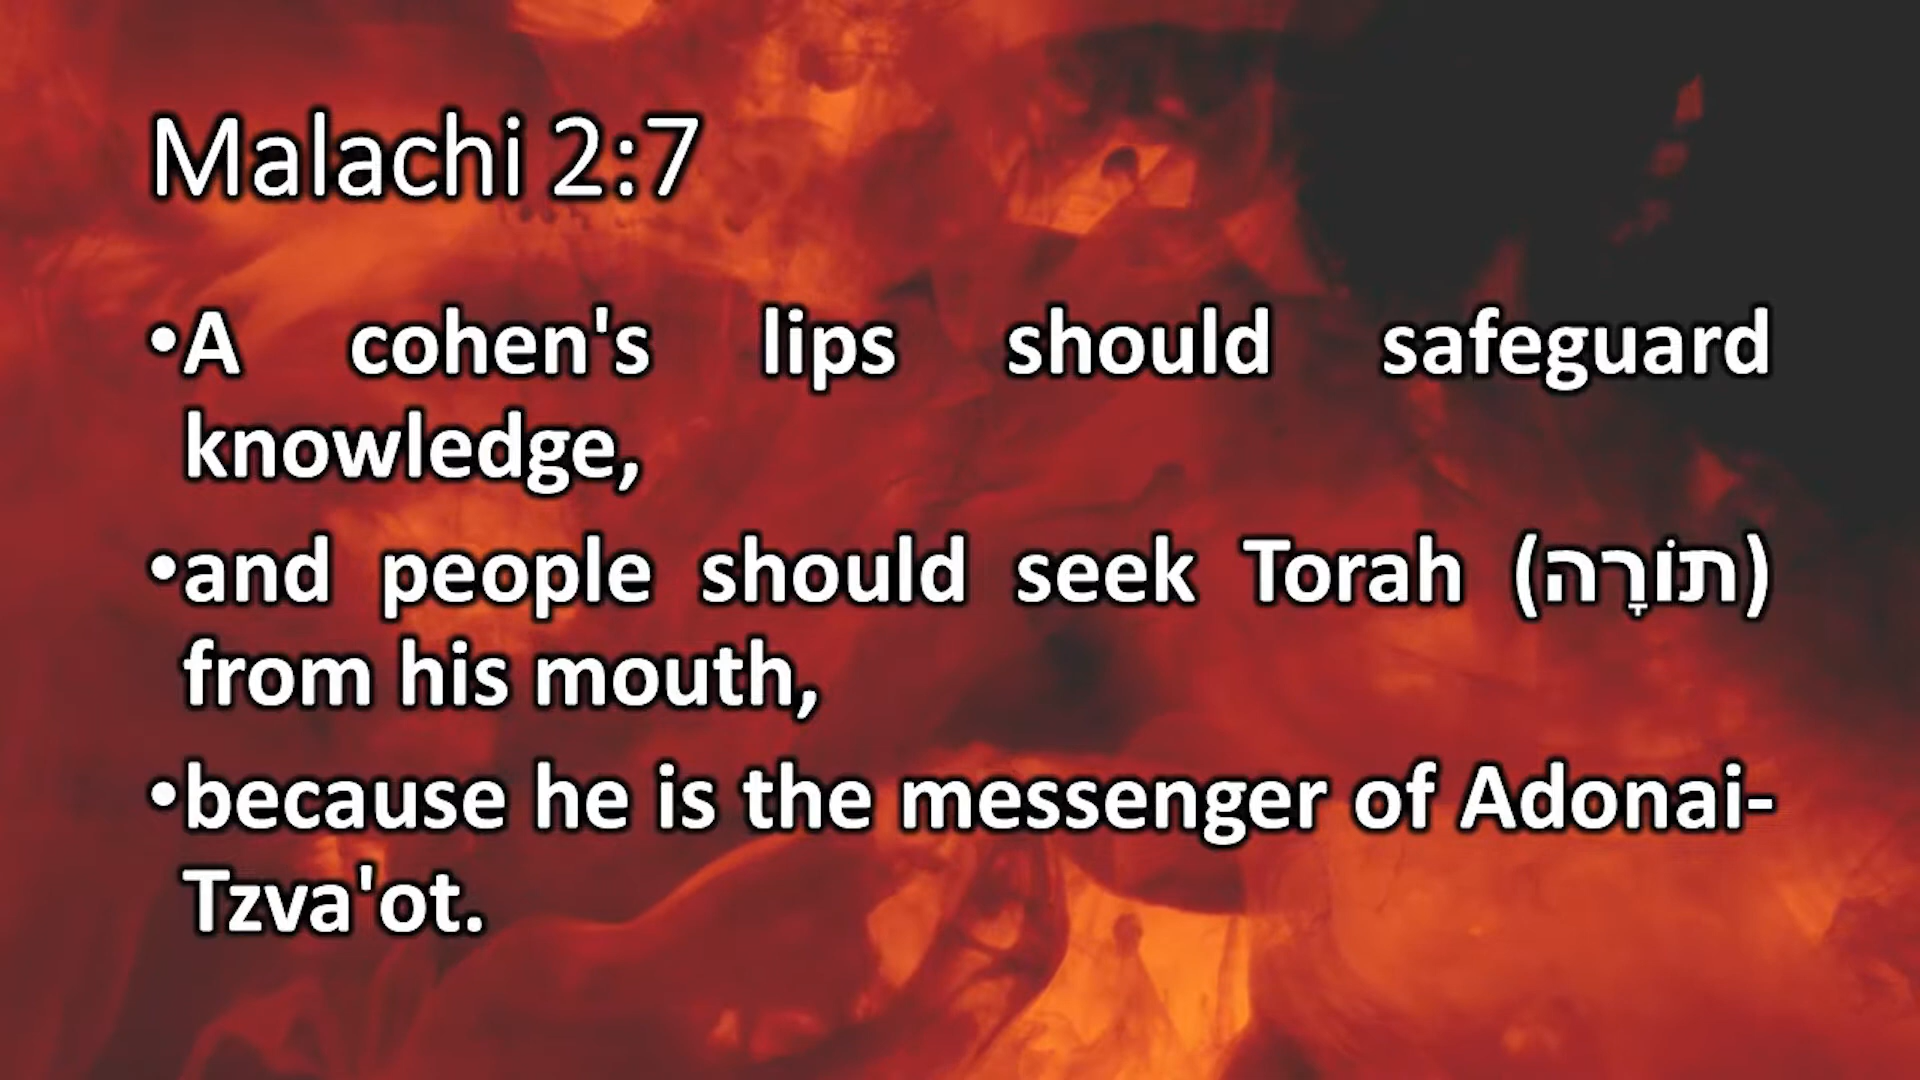 Malachi 2:7
•A cohen's lips should safeguard
knowledge,
•and people should seek Torah (תוֹרָה)
from his mouth,
•because he is the messenger of Adonai-
Tzva'ot.